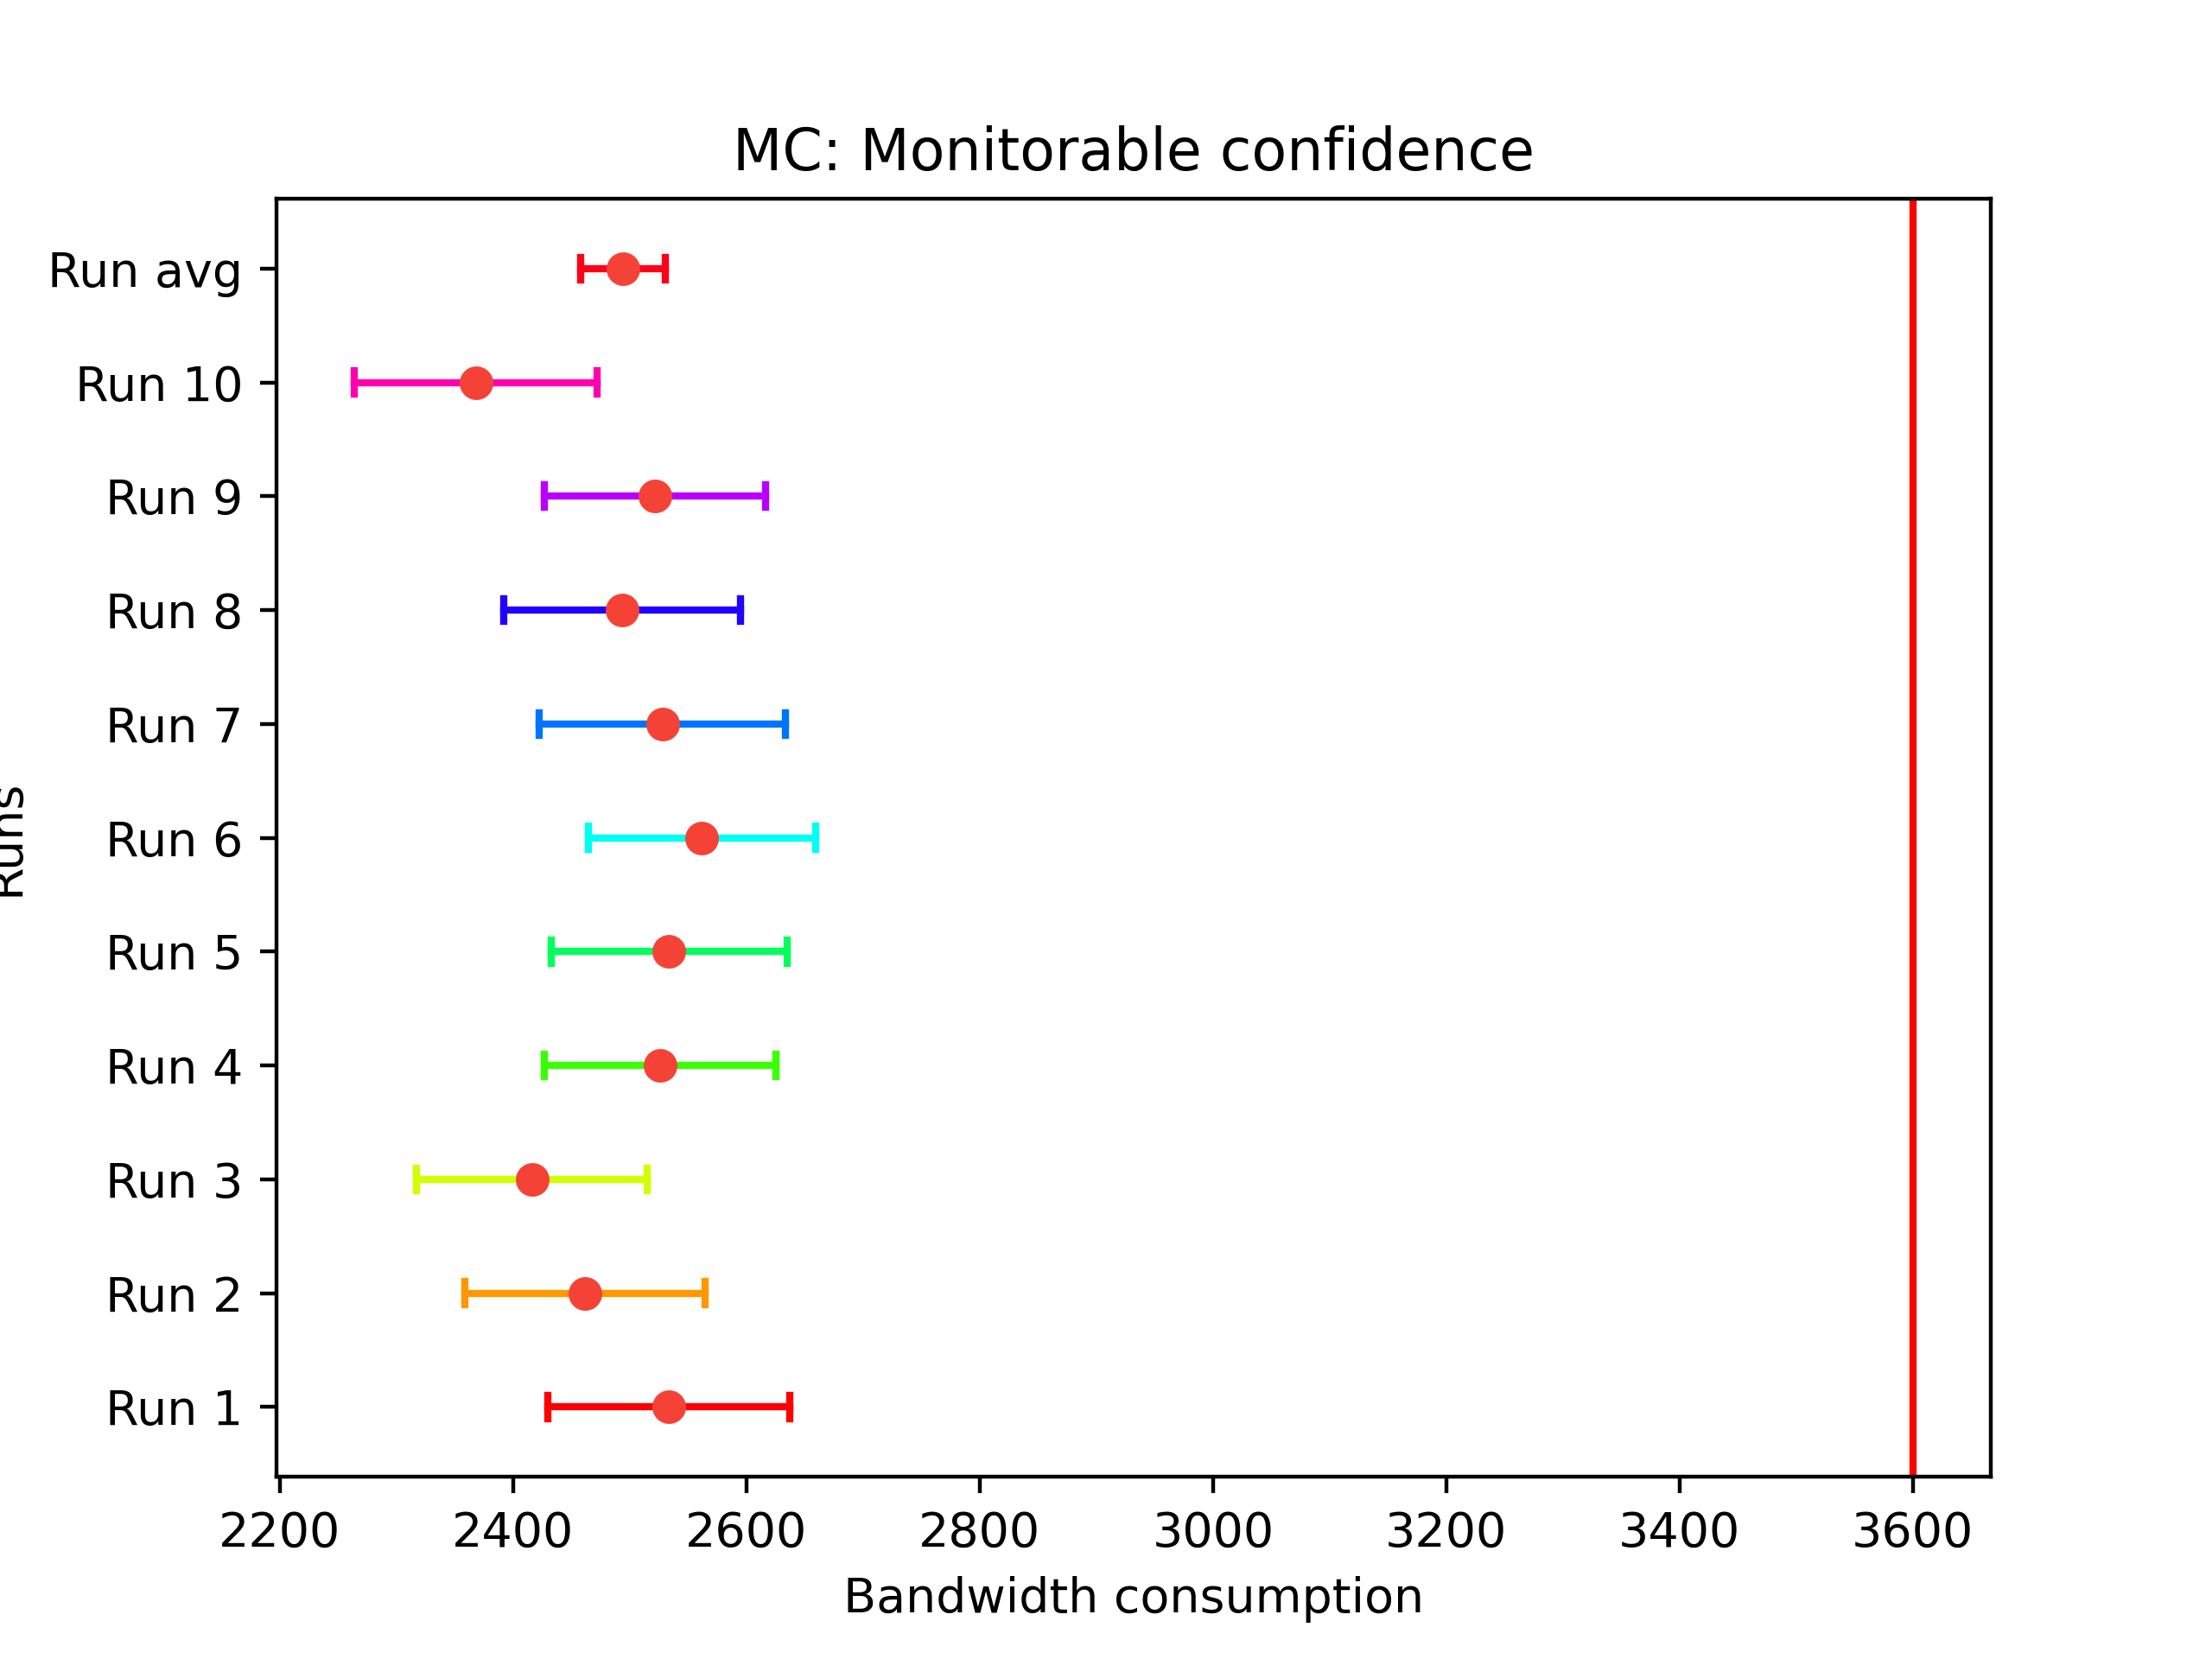 MC: Monitorable confidence
Run avg
Run 10
Run 9
Run 8
Run 7
Run 6
Run 5
Run 4
Run 3
Run 2
Run 1
Runs
2200 2400 2600 2800 3000 3200 3400 3600
Bandwidth consumption